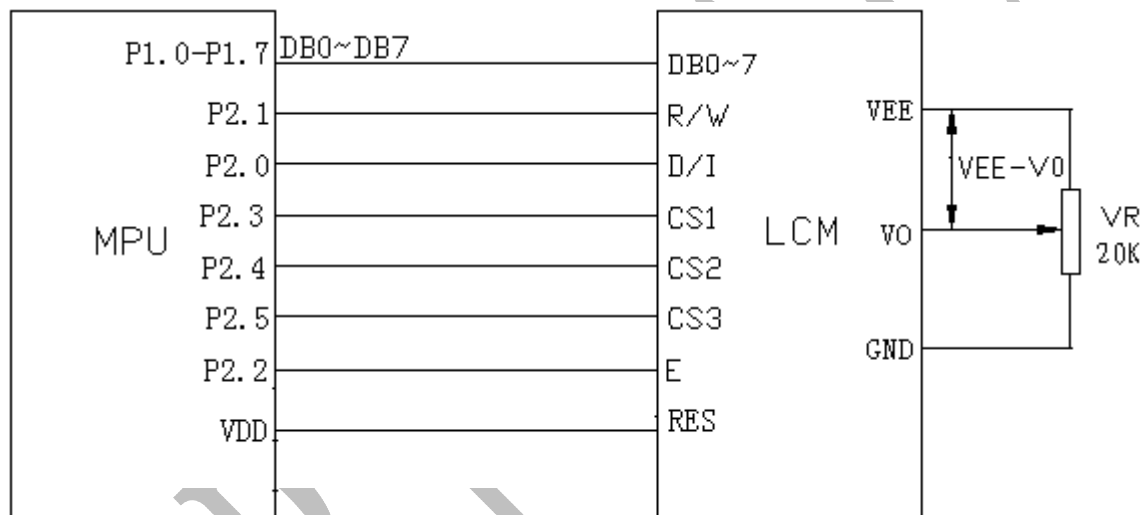 P1.0-P1.7 DB0~DB7 DB0~7
P2.1 R/W
P2.0 D/I
P2.3 CS1
P2.4 CS2
P2.5 CS3
P2.2 E
VDD RES
MPU
LCM
VEE
VEE-V0
VO
GND
VR
20K